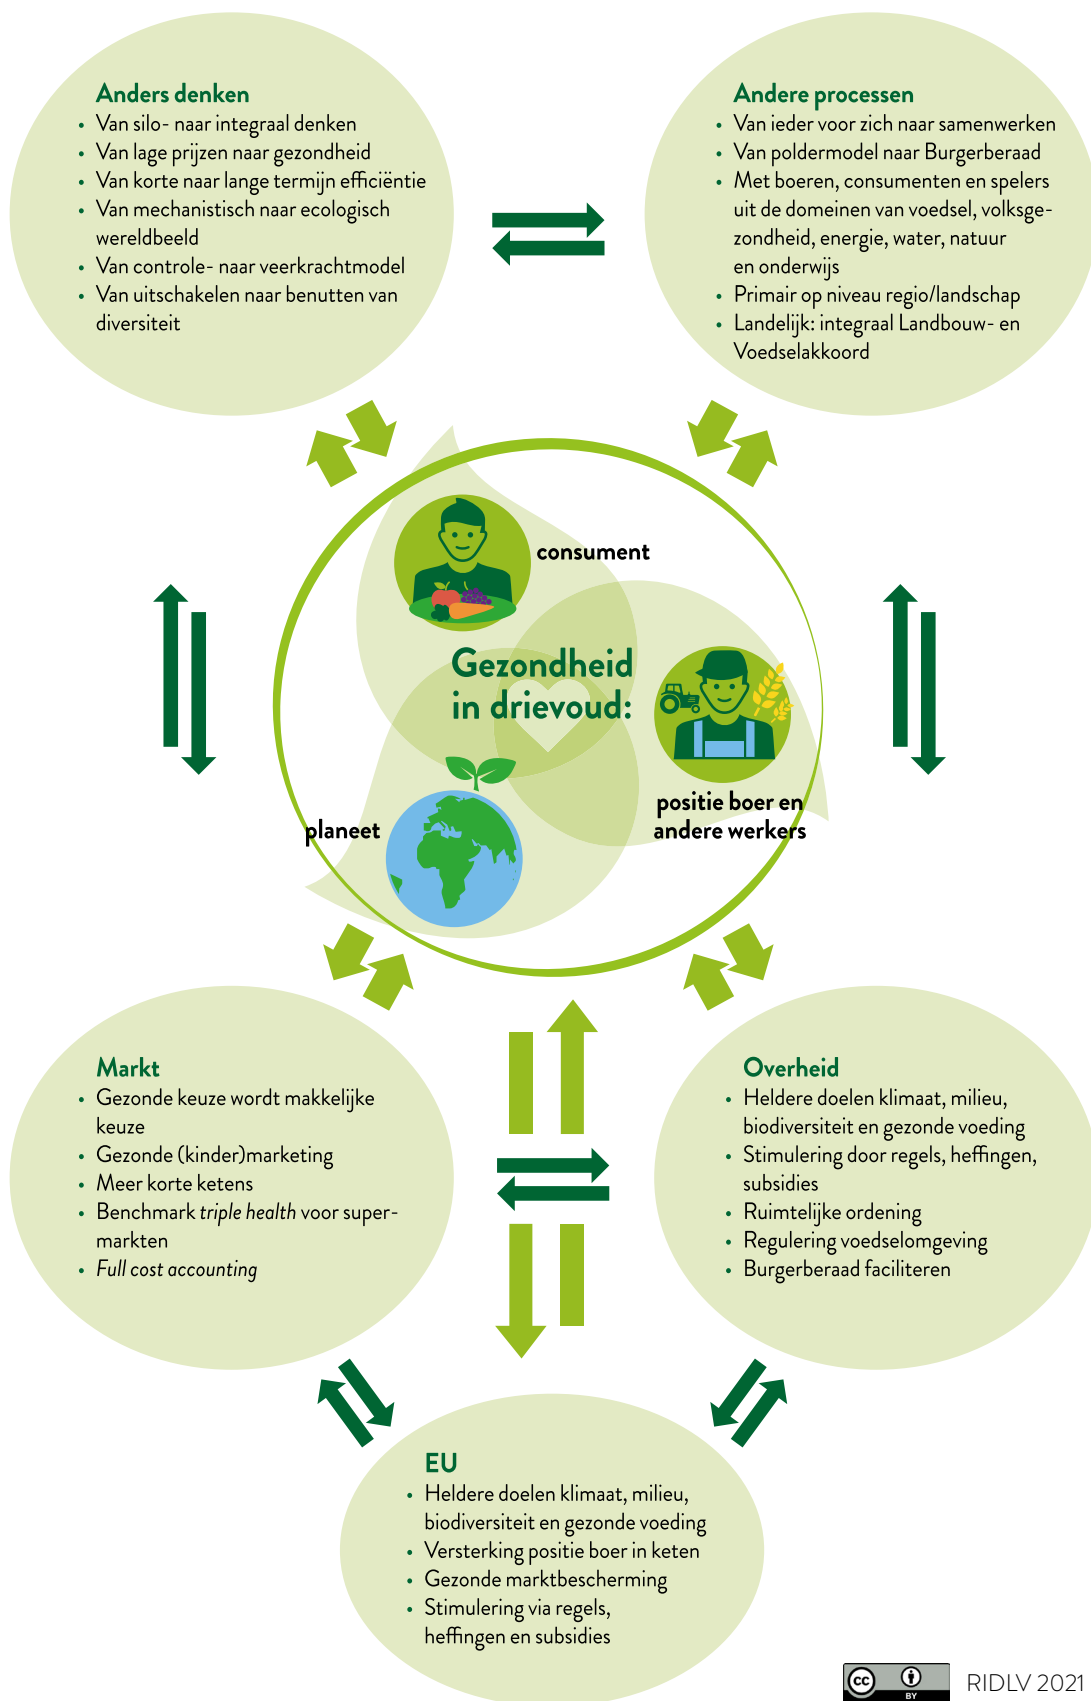 Anders denken
• Van silo- naar integraal denken
• Van lage prijzen naar gezondheid
• Van korte naar lange termijn efficiëntie
• Van mechanistisch naar ecologisch
wereldbeeld
• Van controle- naar veerkrachtmodel
• Van uitschakelen naar benutten van
diversiteit
Andere processen
• Van ieder voor zich naar samenwerken
• Van poldermodel naar Burgerberaad
• Met boeren, consumenten en spelers
uit de domeinen van voedsel, volksge-
zondheid, energie, water, natuur
en onderwijs
• Primair op niveau regio/landschap
• Landelijk: integraal Landbouw- en
Voedselakkoord
consument
Gezondheid
in drievoud:
positie boer en
andere werkers
planeet
Markt
• Gezonde keuze wordt makkelijke
keuze
• Gezonde (kinder)marketing
• Meer korte ketens
• Benchmark triple health voor super-
markten
• Full cost accounting
Overheid
• Heldere doelen klimaat, milieu,
biodiversiteit en gezonde voeding
• Stimulering door regels, heffingen,
subsidies
• Ruimtelijke ordening
• Regulering voedselomgeving
• Burgerberaad faciliteren
EU
• Heldere doelen klimaat, milieu,
biodiversiteit en gezonde voeding
• Versterking positie boer in keten
• Gezonde marktbescherming
• Stimulering via regels,
heffingen en subsidies
cc
BY
RIDLV 2021